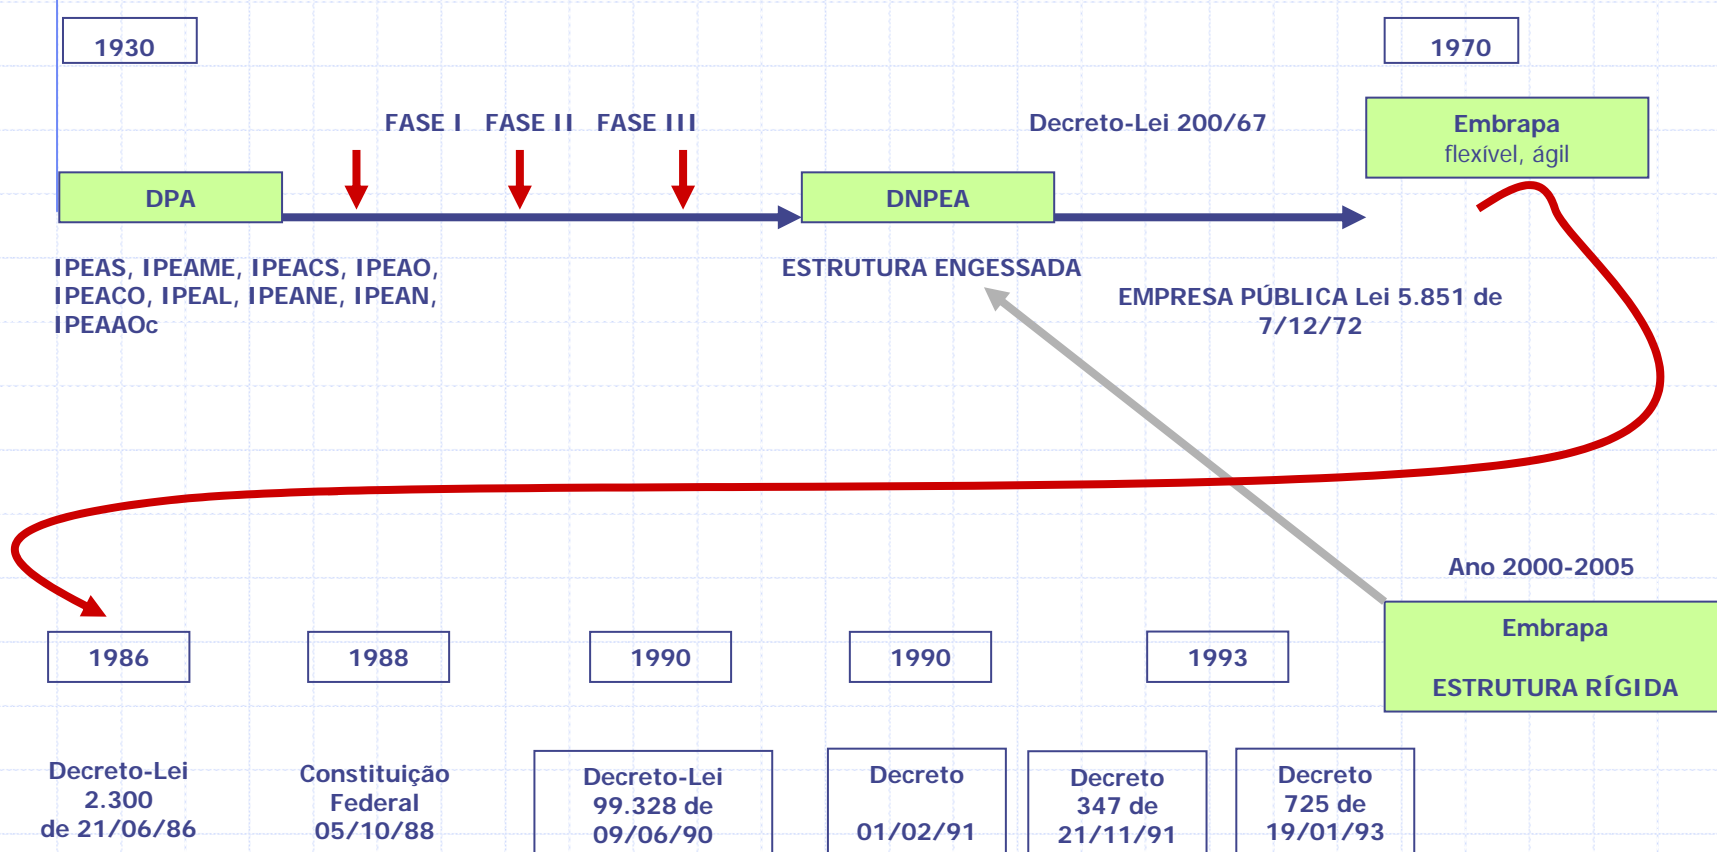 1930
1970
FASE I FASE II FASE III
Decreto-Lei 200/67
Embrapa
flexível, ágil
DPA
DNPEA
IPEAS, IPEAME, IPEACS, IPEAO,
IPEACO, IPEAL, IPEANE, IPEAN,
IPEAAOc
ESTRUTURA ENGESSADA
EMPRESA PÚBLICA Lei 5.851 de
7/12/72
Ano 2000-2005
Embrapa
ESTRUTURA RÍGIDA
1986
1988
1990
1990
1993
Decreto-Lei
2.300
de 21/06/86
Constituição
Federal
05/10/88
Decreto-Lei
99.328 de
09/06/90
Decreto
01/02/91
Decreto
347 de
21/11/91
Decreto
725 de
19/01/93